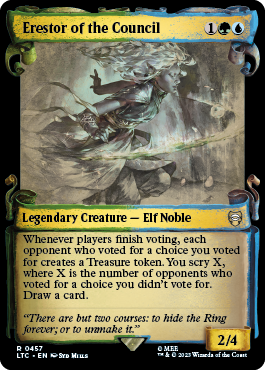 Erestor of the Council
1
Legendary Creature — Elf Noble
Whenever players finish voting, each
opponent who voted for a choice you voted
for creates a Treasure token. You scry X,
where X is the number of opponents who
voted for a choice you didn't vote for.
Draw a card.
"There are but two courses: to hide the Ring
forever; or to unmake it."
2/4
R 0457
LTC • EN Syd Mills
© MEE
™ & © 2023 Wizards of the Coast